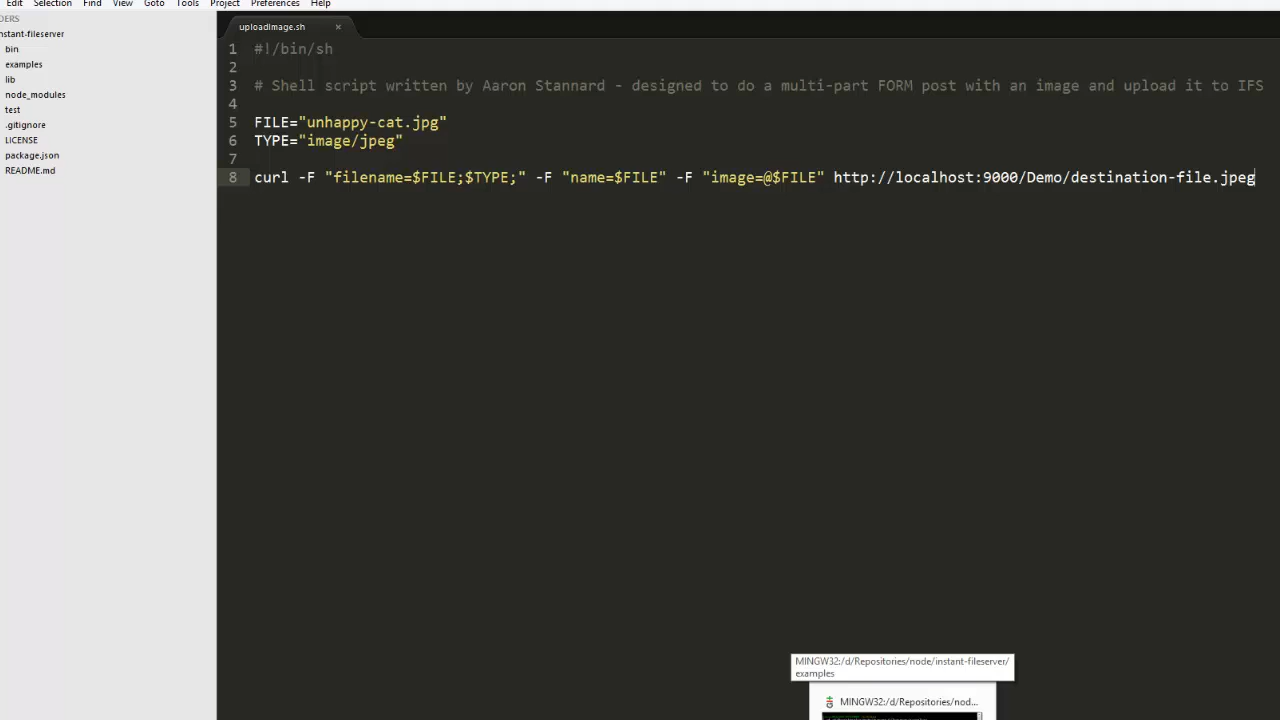 Edit Selection Find View Goto Tools Project Preferences Help
DERS
nstant-fileserver
bin
examples
lib
node_modules
test
.gitignore
LICENSE
package.json
README.md
uploadimage.sh ×
1 #!/bin/sh
2
3 # Shell script written by Aaron Stannard - designed to do a multi-part FORM post with an image and upload it to IFS
4
5 FILE="unhappy-cat.jpg"
6 TYPE="image/jpeg"
7
8 curl -F "filename=$FILE;$TYPE;" -F "name=$FILE" -F "image=@$FILE" http://localhost:9000/Demo/destination-file.jpeg
MINGW32:/d/Repositories/node/instant-fileserver/
examples
MINGW32:/d/Repositories/nod...